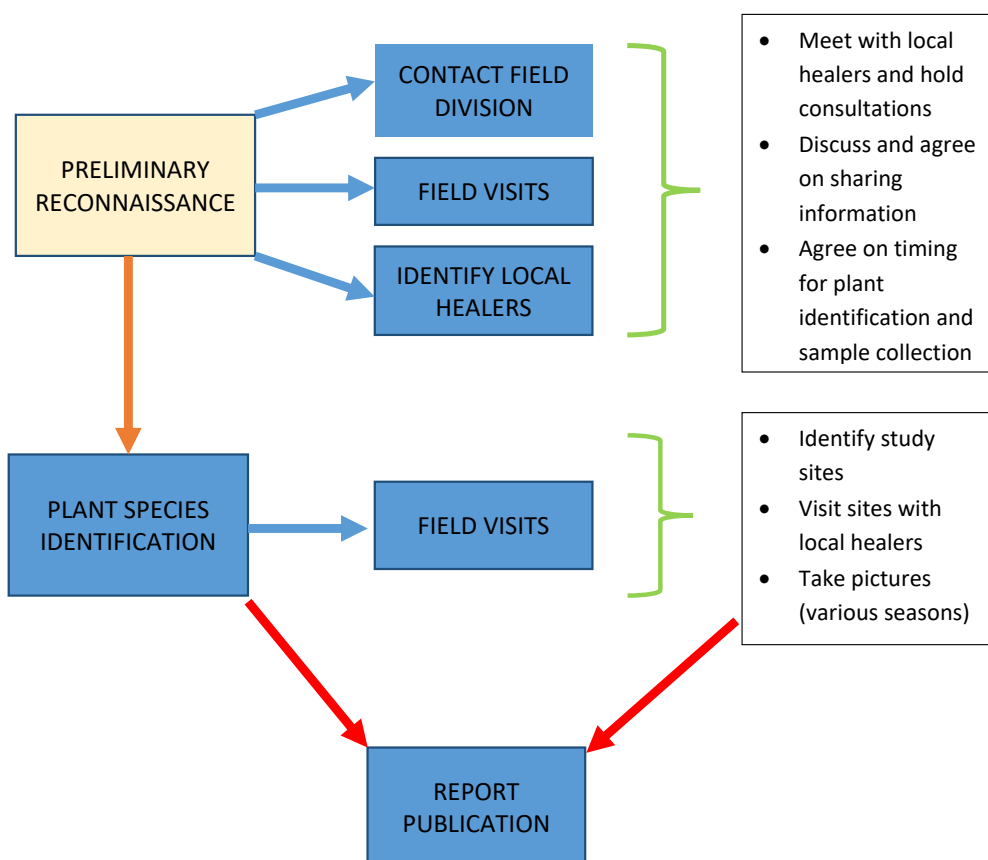 CONTACT FIELD
DIVISION
PRELIMINARY
RECONNAISSANCE
FIELD VISITS
IDENTIFY LOCAL
HEALERS
• Meet with local
healers and hold
consultations
• Discuss and agree
on sharing
information
• Agree on timing
for plant
identification and
sample collection
PLANT SPECIES
IDENTIFICATION
FIELD VISITS
• Identify study
sites
• Visit sites with
local healers
• Take pictures
(various seasons)
REPORT
PUBLICATION